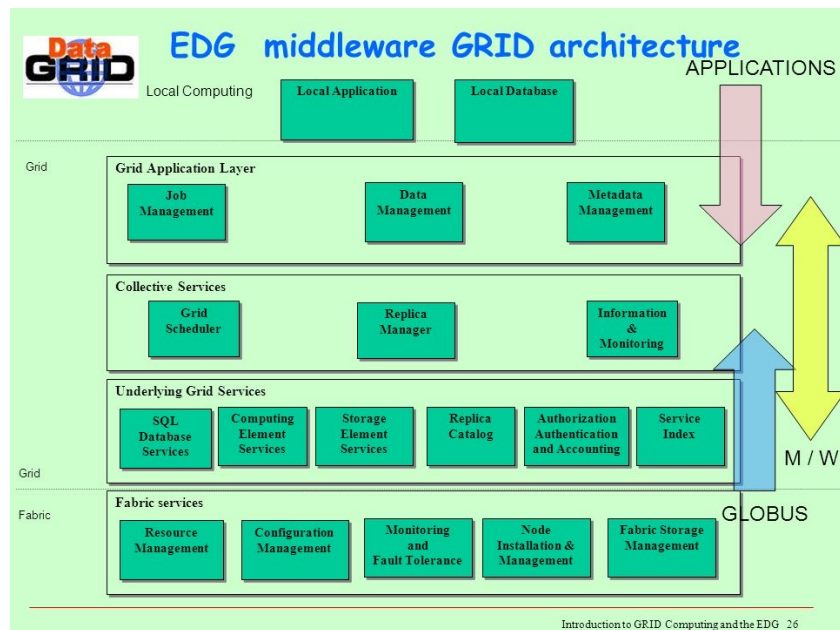 Data
GRID
EDG middleware GRID architecture
APPLICATIONS
Local Computing
Local Application
Local Database
Grid
Grid Application Layer
Job
Management
Data
Management
Metadata
Management
Collective Services
Grid
Scheduler
Replica
Manager
Information
&
Monitoring
Underlying Grid Services
SQL
Database
Services
Computing
Element
Services
Storage
Element
Services
Replica
Catalog
Authorization
Authentication
and Accounting
Service
Index
M / W
Grid
Fabric
Fabric services
GLOBUS
Resource
Management
Configuration
Management
Monitoring
and
Fault Tolerance
Node
Installation &
Management
Fabric Storage
Management
Introduction to GRID Computing and the EDG 26